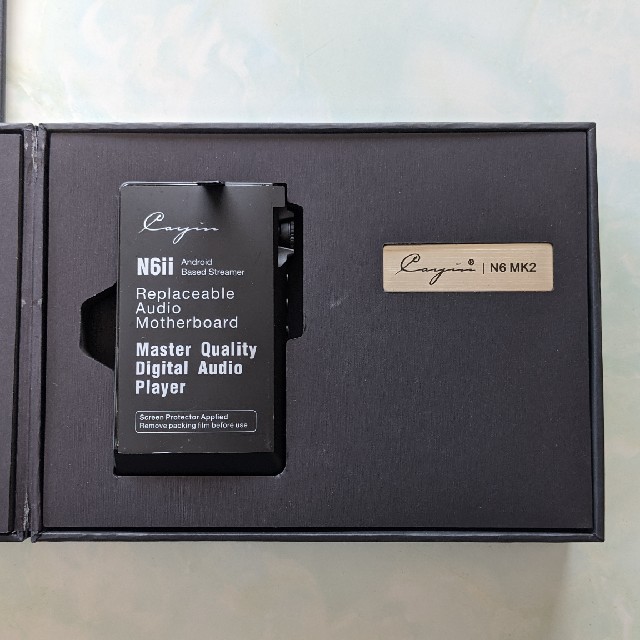 Cayin
N6ii Android
Based Streamer
Replaceable
Audio
Motherboard
Master Quality
Digital Audio
Player
Screen Protector Applied
Remove packing film before use
Cayin® | N6 MK2